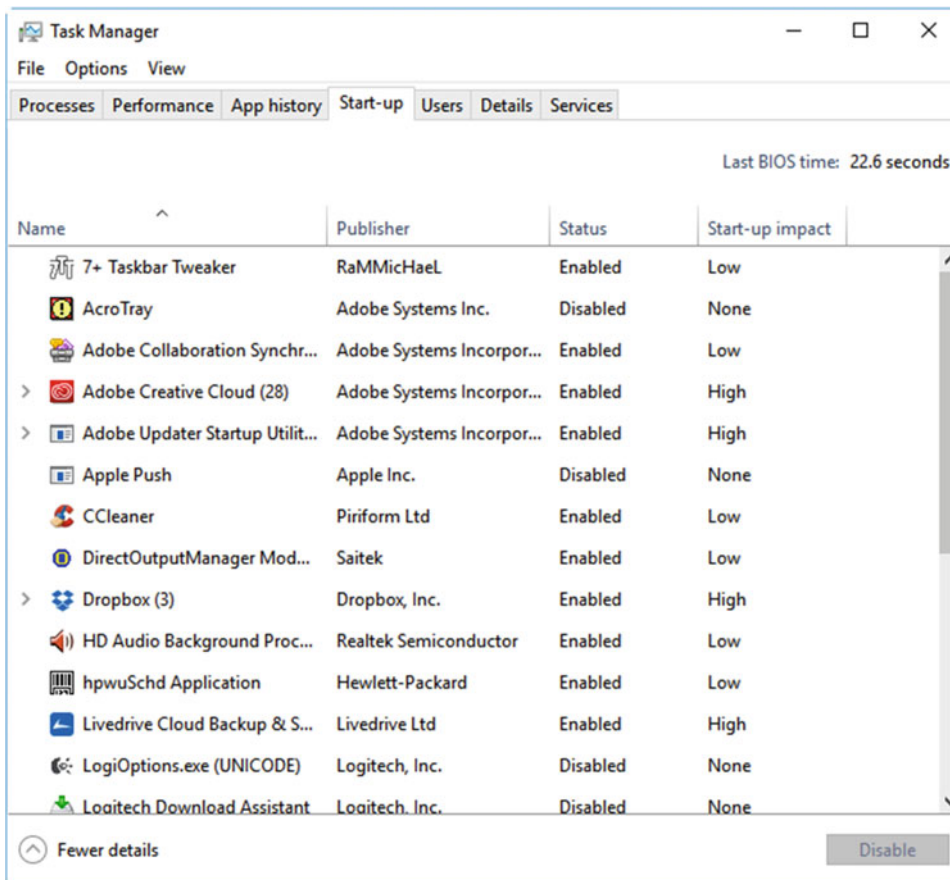 Task Manager
File Options View
Processes Performance App history Start-up Users Details Services
Last BIOS time: 22.6 seconds
Name Publisher Status Start-up impact
7+ Taskbar Tweaker RaMMicHaeL Enabled Low
AcroTray Adobe Systems Inc. Disabled None
Adobe Collaboration Synchr... Adobe Systems Incorpor... Enabled Low
Adobe Creative Cloud (28) Adobe Systems Incorpor... Enabled High
Adobe Updater Startup Utilit... Adobe Systems Incorpor... Enabled High
Apple Push Apple Inc. Disabled None
CCleaner Piriform Ltd Enabled Low
DirectOutputManager Mod... Saitek Enabled Low
Dropbox (3) Dropbox, Inc. Enabled High
HD Audio Background Proc... Realtek Semiconductor Enabled Low
hpwuSchd Application Hewlett-Packard Enabled Low
Livedrive Cloud Backup & S... Livedrive Ltd Enabled High
LogiOptions.exe (UNICODE) Logitech, Inc. Disabled None
Logitech Download Assistant Logitech, Inc. Disabled None
Fewer details Disable